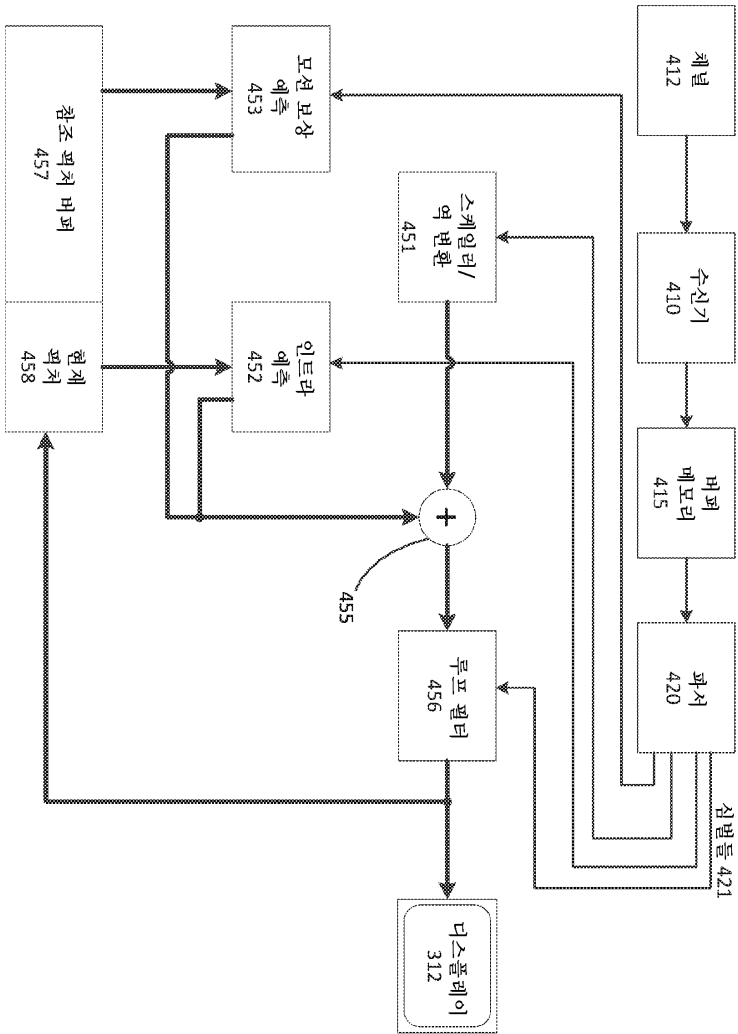 채널
412
수신기
410
버퍼
메모리
415
파서
420
심벌들 421
스케일러/
역 변환
451
+
455
루프 필터
456
디스플레이
312
모션 보상
예측
453
인트라
예측
452
참조 픽처 버퍼
457
현재
픽처
458